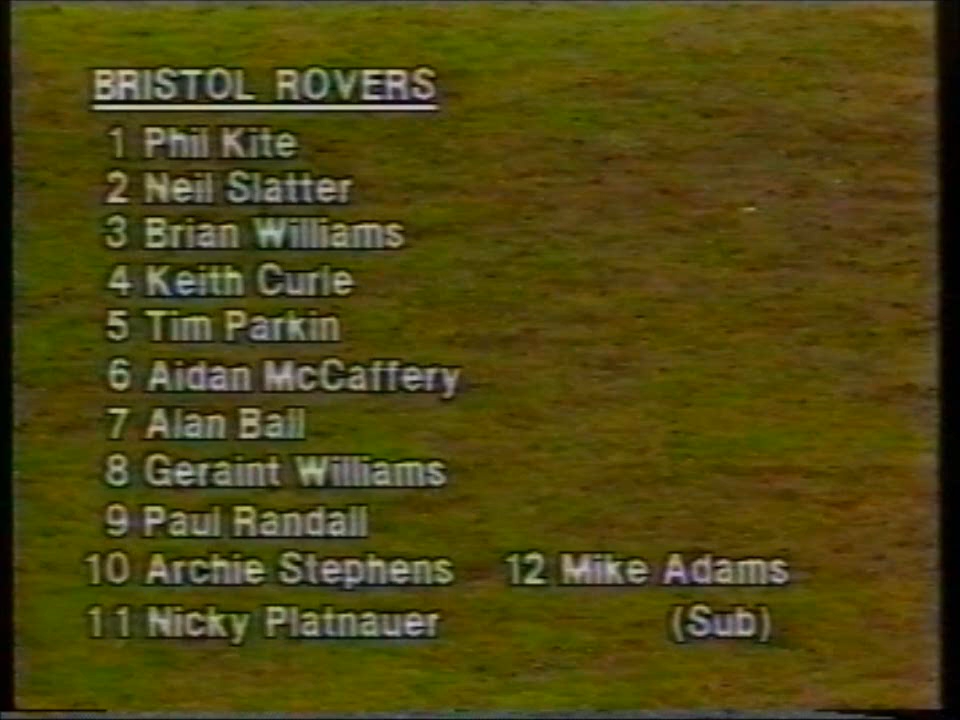 BRISTOL ROVERS
1 Phil Kite
2 Neil Slatter
3 Brian Williams
4 Keith Curle
5 Tim Parkin
6 Aidan McCaffery
7 Alan Ball
8 Geraint Williams
9 Paul Randall
10 Archie Stephens 12 Mike Adams
11 Nicky Platnauer (Sub)